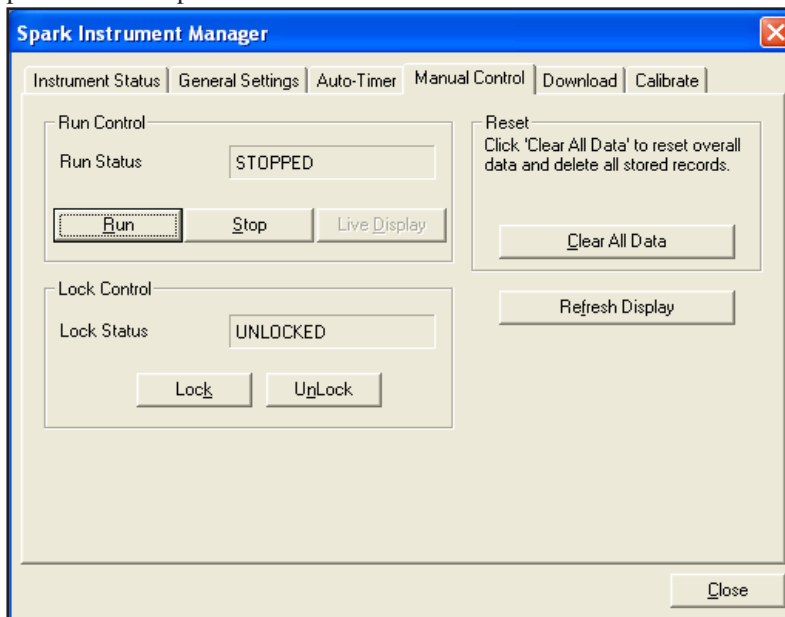 Spark Instrument Manager
Instrument Status General Settings Auto-Timer Manual Control Download Calibrate
Run Control
Run Status STOPPED
Run Stop Live Display
Lock Control
Lock Status UNLOCKED
Lock UnLock
Reset
Click 'Clear All Data' to reset overall
data and delete all stored records.
Clear All Data
Refresh Display
Close